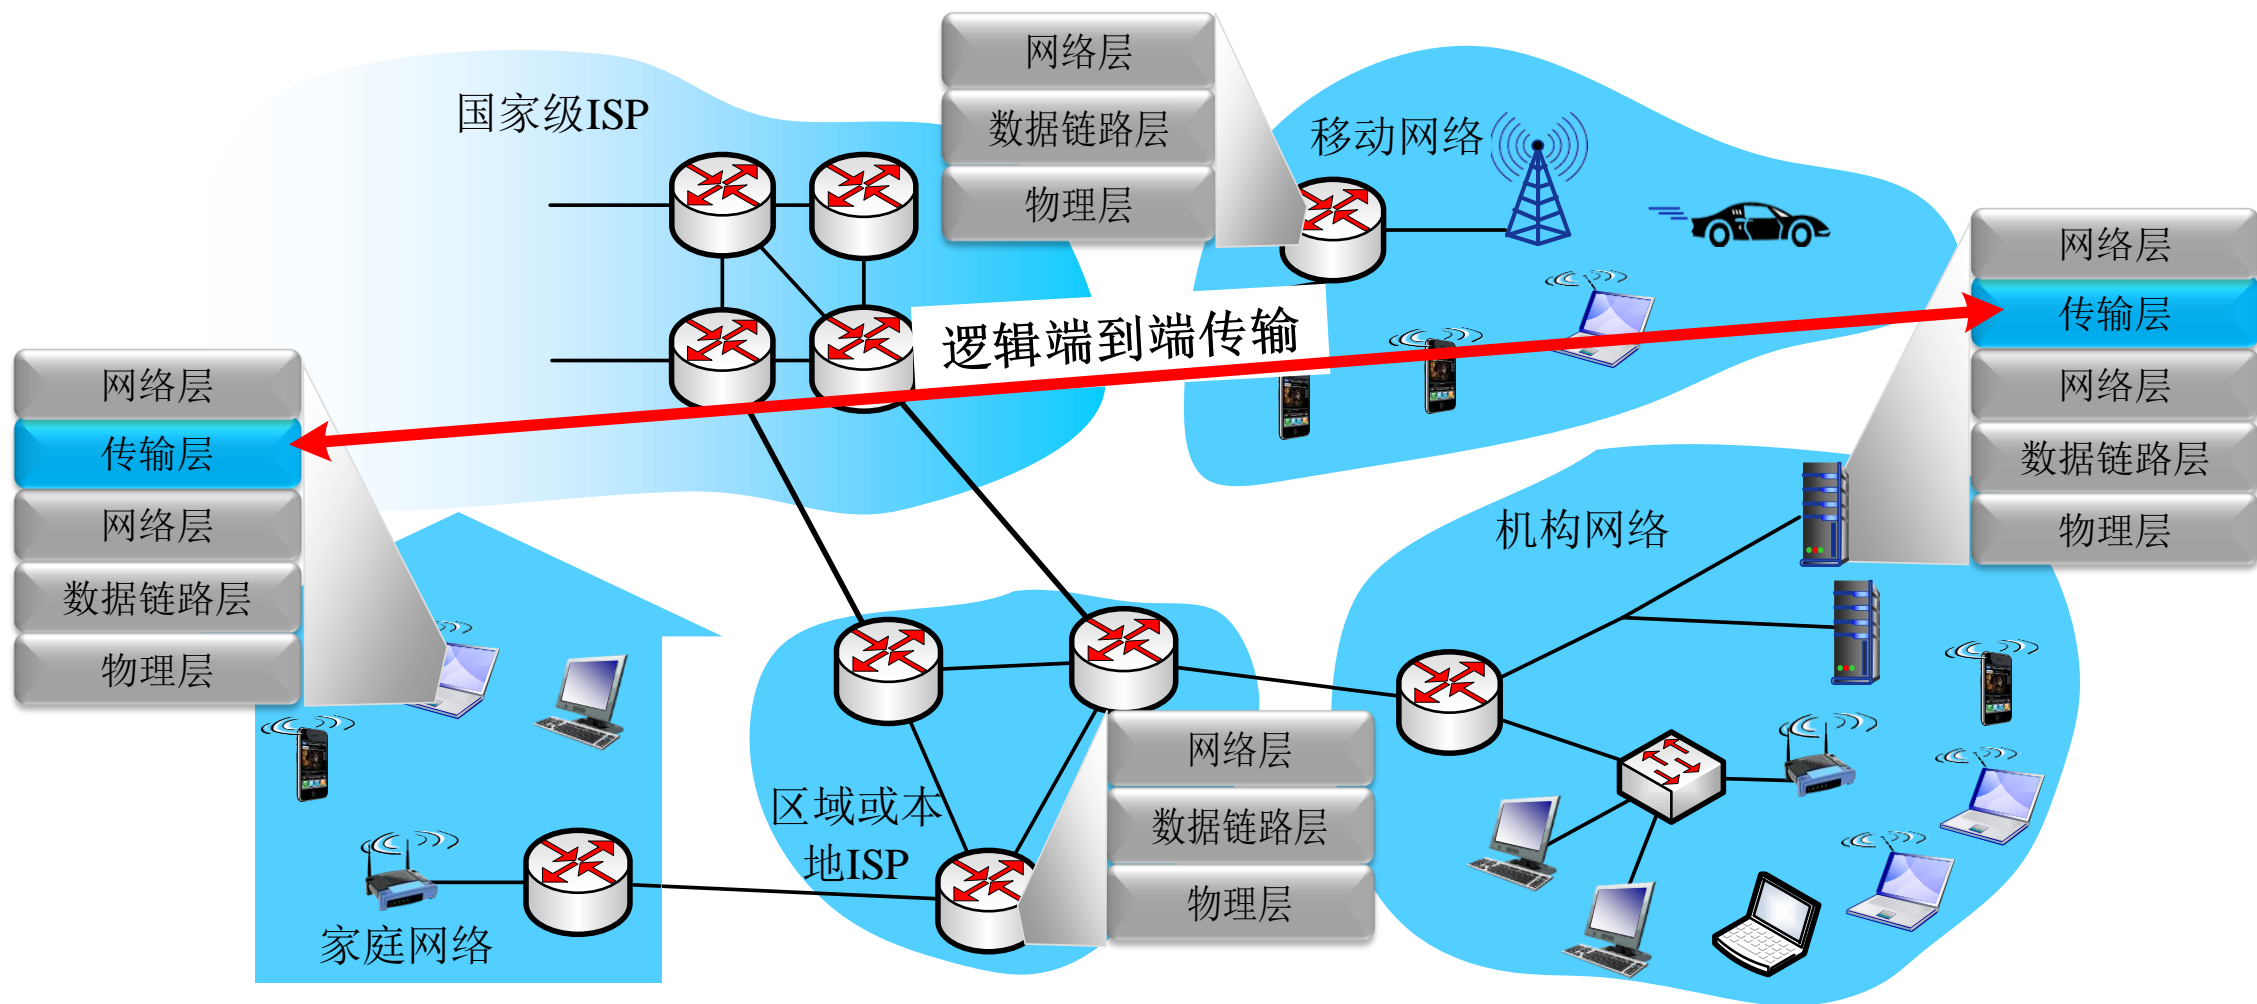 网络层
数据链路层
物理层
国家级ISP
移动网络
网络层
传输层
网络层
数据链路层
物理层
逻辑端到端传输
网络层
传输层
网络层
数据链路层
物理层
机构网络
网络层
数据链路层
物理层
区域或本
地ISP
家庭网络